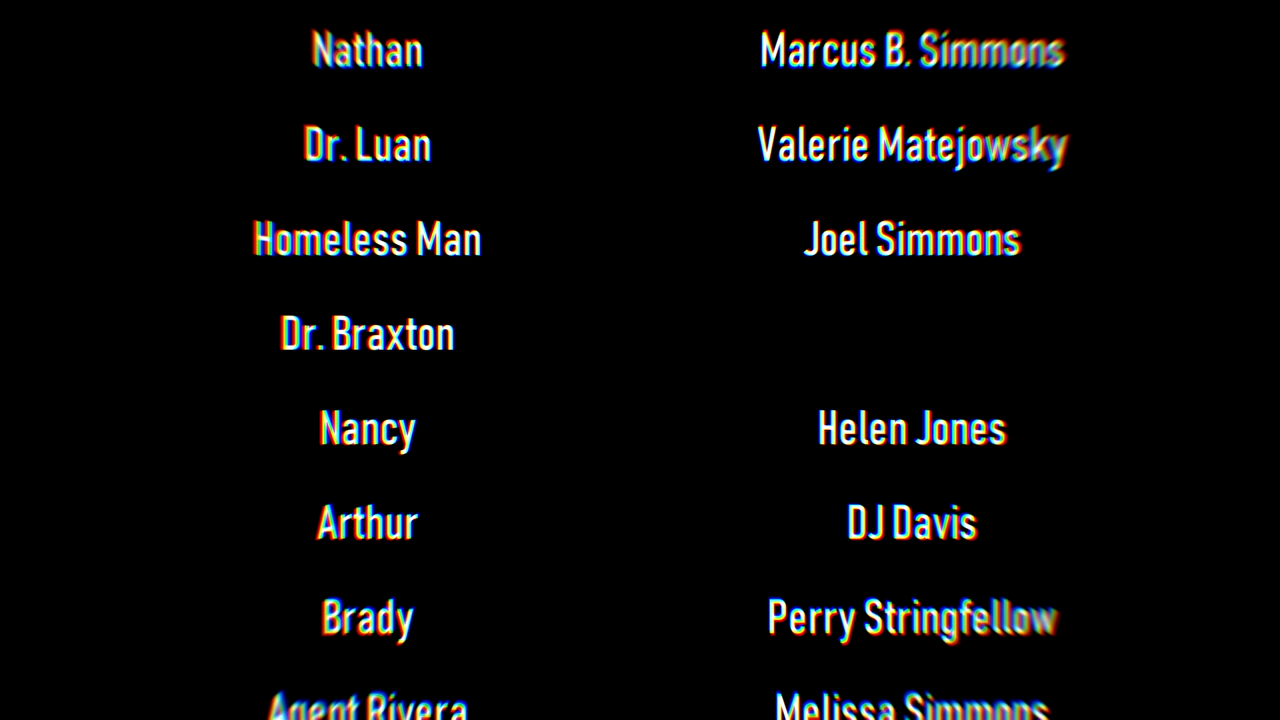 Nathan Marcus B. Simmons
Dr. Luan Valerie Matejowsky
Homeless Man Joel Simmons
Dr. Braxton
Nancy Helen Jones
Arthur DJ Davis
Brady Perry Stringfellow
Agent Rivera Melissa Simmons